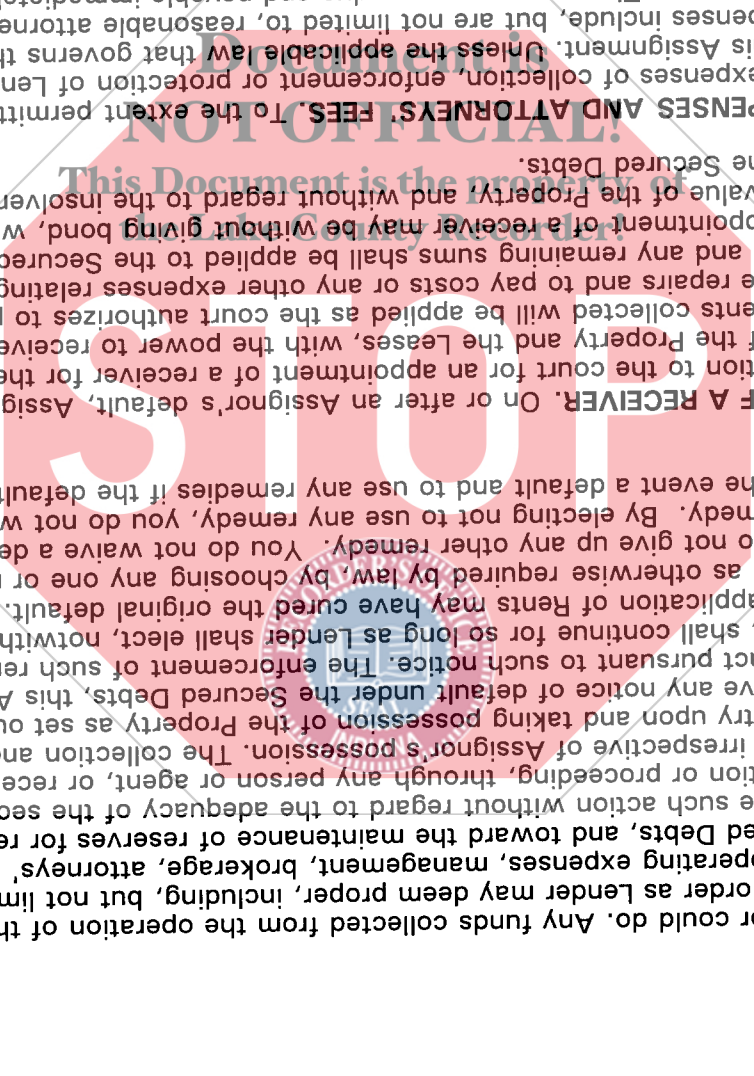 or could do. Any funds collected from the operation of th
order as Lender may deem proper, including, but not lim
operating expenses, management, brokerage, attorneys'
ed Debts, and toward the maintenance of reserves for re
e such action without regard to the adequacy of the sec
tion or proceeding, through any person or agent, or rece
irrespective of Assignor's possession. The collection and
try upon and taking possession of the Property as set ou
ve any notice of default under the Secured Debts, this A
ct pursuant to such notice. The enforcement of such ren
, shall continue for so long as Lender shall elect, notwith
pplication of Rents may have cured the original default.
as otherwise required by law, by choosing any one or
o not give up any other remedy. You do not waive a de
nedy. By electing not to use any remedy, you do not w
he event a default and to use any remedies if the default
F A RECEIVER. On or after an Assignor's default, Assig
tion to the court for an appointment of a receiver for the
f the Property and the Leases, with the power to receive
ents collected will be applied as the court authorizes to
e repairs and to pay costs or any other expenses relating
and any remaining sums shall be applied to the Secured
ppointment of a receiver may be without giving bond, w
value of the Property, and without regard to the insolven
e Secured Debts.
PENSES AND ATTORNEYS' FEES. To the extent permitt
xpenses of collection, enforcement or protection of Len
is Assignment. Unless the applicable law that governs th
penses include, but are not limited to, reasonable attorne
Document is
NOT OFFICIAL!
This Document is the property of
the Lake County Recorder!
STOP
RECORDER'S OFFICE
SEAL
INDIANA